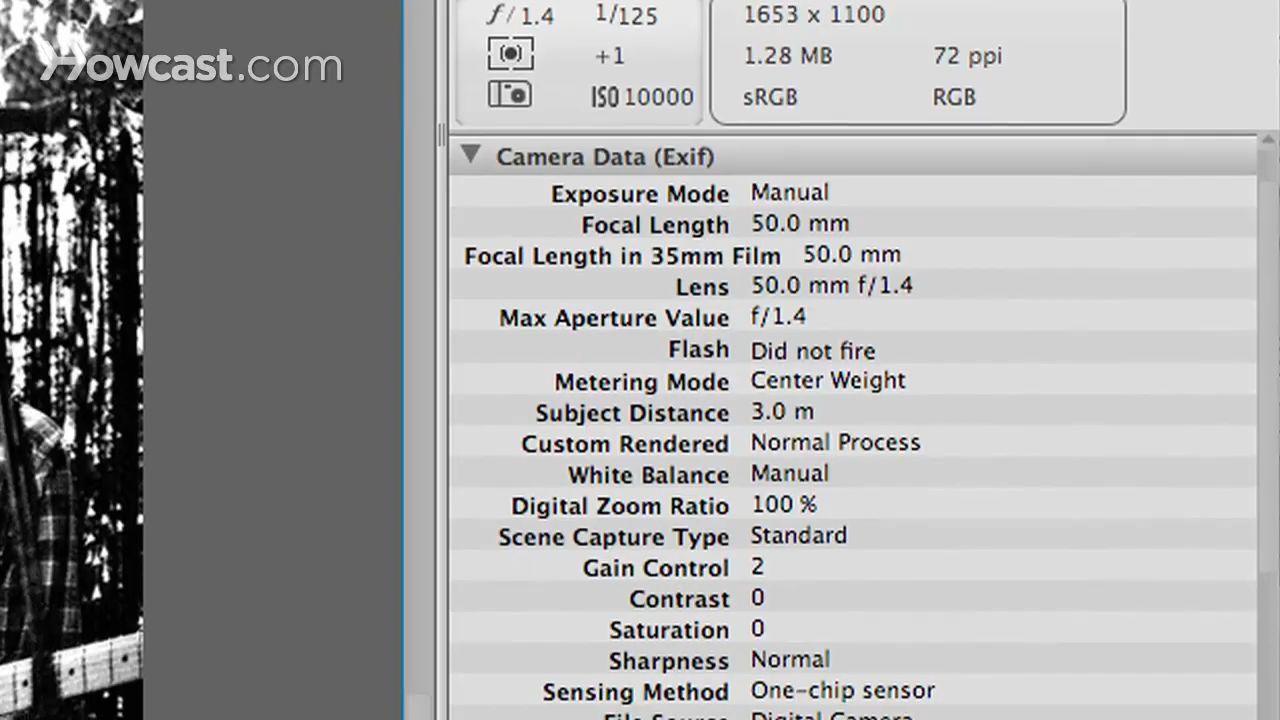 Howcast.com
ƒ/1.4 1/125
+1
ISO 10000
1653 x 1100
1.28 MB 72 ppi
sRGB RGB
Camera Data (Exif)
Exposure Mode Manual
Focal Length 50.0 mm
Focal Length in 35mm Film 50.0 mm
Lens 50.0 mm f/1.4
Max Aperture Value f/1.4
Flash Did not fire
Metering Mode Center Weight
Subject Distance 3.0 m
Custom Rendered Normal Process
White Balance Manual
Digital Zoom Ratio 100 %
Scene Capture Type Standard
Gain Control 2
Contrast 0
Saturation 0
Sharpness Normal
Sensing Method One-chip sensor
File Source Digital Camera